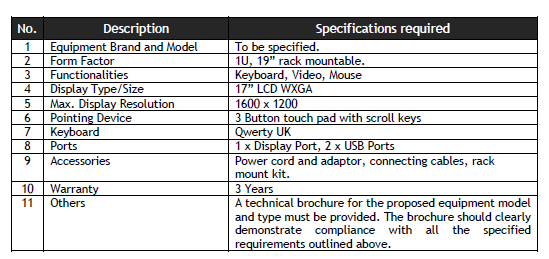 No. Description Specifications required
1 Equipment Brand and Model To be specified.
2 Form Factor 1U, 19” rack mountable.
3 Functionalities Keyboard, Video, Mouse
4 Display Type/Size 17” LCD WXGA
5 Max. Display Resolution 1600 x 1200
6 Pointing Device 3 Button touch pad with scroll keys
7 Keyboard Qwerty UK
8 Ports 1 x Display Port, 2 x USB Ports
9 Accessories Power cord and adaptor, connecting cables, rack
mount kit.
10 Warranty 3 Years
11 Others A technical brochure for the proposed equipment model
and type must be provided. The brochure should clearly
demonstrate compliance with all the specified
requirements outlined above.